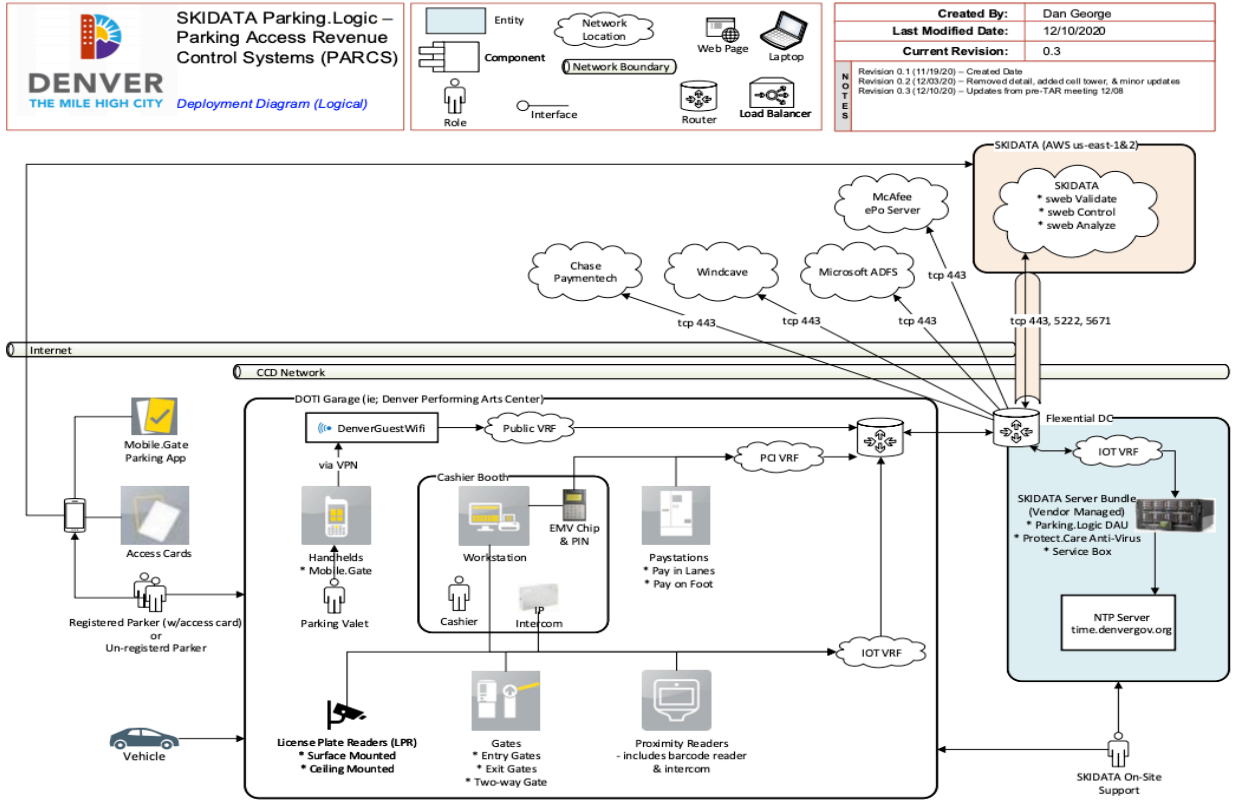 DENVER
THE MILE HIGH CITY
SKIDATA Parking.Logic –
Parking Access Revenue
Control Systems (PARCS)
Deployment Diagram (Logical)
Entity
Component
Role
Network
Location
Network Boundary
Interface
Web Page
Laptop
Router
Load Balancer
Created By: Dan George
Last Modified Date: 12/10/2020
Current Revision: 0.3
NOTES
Revision 0.1 (11/19/20) – Created Date
Revision 0.2 (12/03/20) – Removed detail, added cell tower, & minor updates
Revision 0.3 (12/10/20) – Updates from pre-TAR meeting 12/08
SKIDATA (AWS us-east-1&2)
SKIDATA
* sweb Validate
* sweb Control
* sweb Analyze
McAfee
ePo Server
Chase
Paymentech
Windcave
Microsoft ADFS
tcp 443
tcp 443
tcp 443
tcp 443
tcp 443, 5222, 5671
Internet
CCD Network
DOTI Garage (ie; Denver Performing Arts Center)
DenverGuestWifi
Public VRF
via VPN
PCI VRF
Cashier Booth
Workstation
EMV Chip
& PIN
Cashier
IP
Intercom
Handhelds
* Mobile.Gate
Parking Valet
Paystations
* Pay in Lanes
* Pay on Foot
IOT VRF
License Plate Readers (LPR)
* Surface Mounted
* Ceiling Mounted
Gates
* Entry Gates
* Exit Gates
* Two-way Gate
Proximity Readers
- includes barcode reader
& intercom
Mobile.Gate
Parking App
Access Cards
Registered Parker (w/access card)
or
Un-registerd Parker
Vehicle
Flexential DC
IOT VRF
SKIDATA Server Bundle
(Vendor Managed)
* Parking.Logic DAU
* Protect.Care Anti-Virus
* Service Box
NTP Server
time.denvergov.org
SKIDATA On-Site
Support